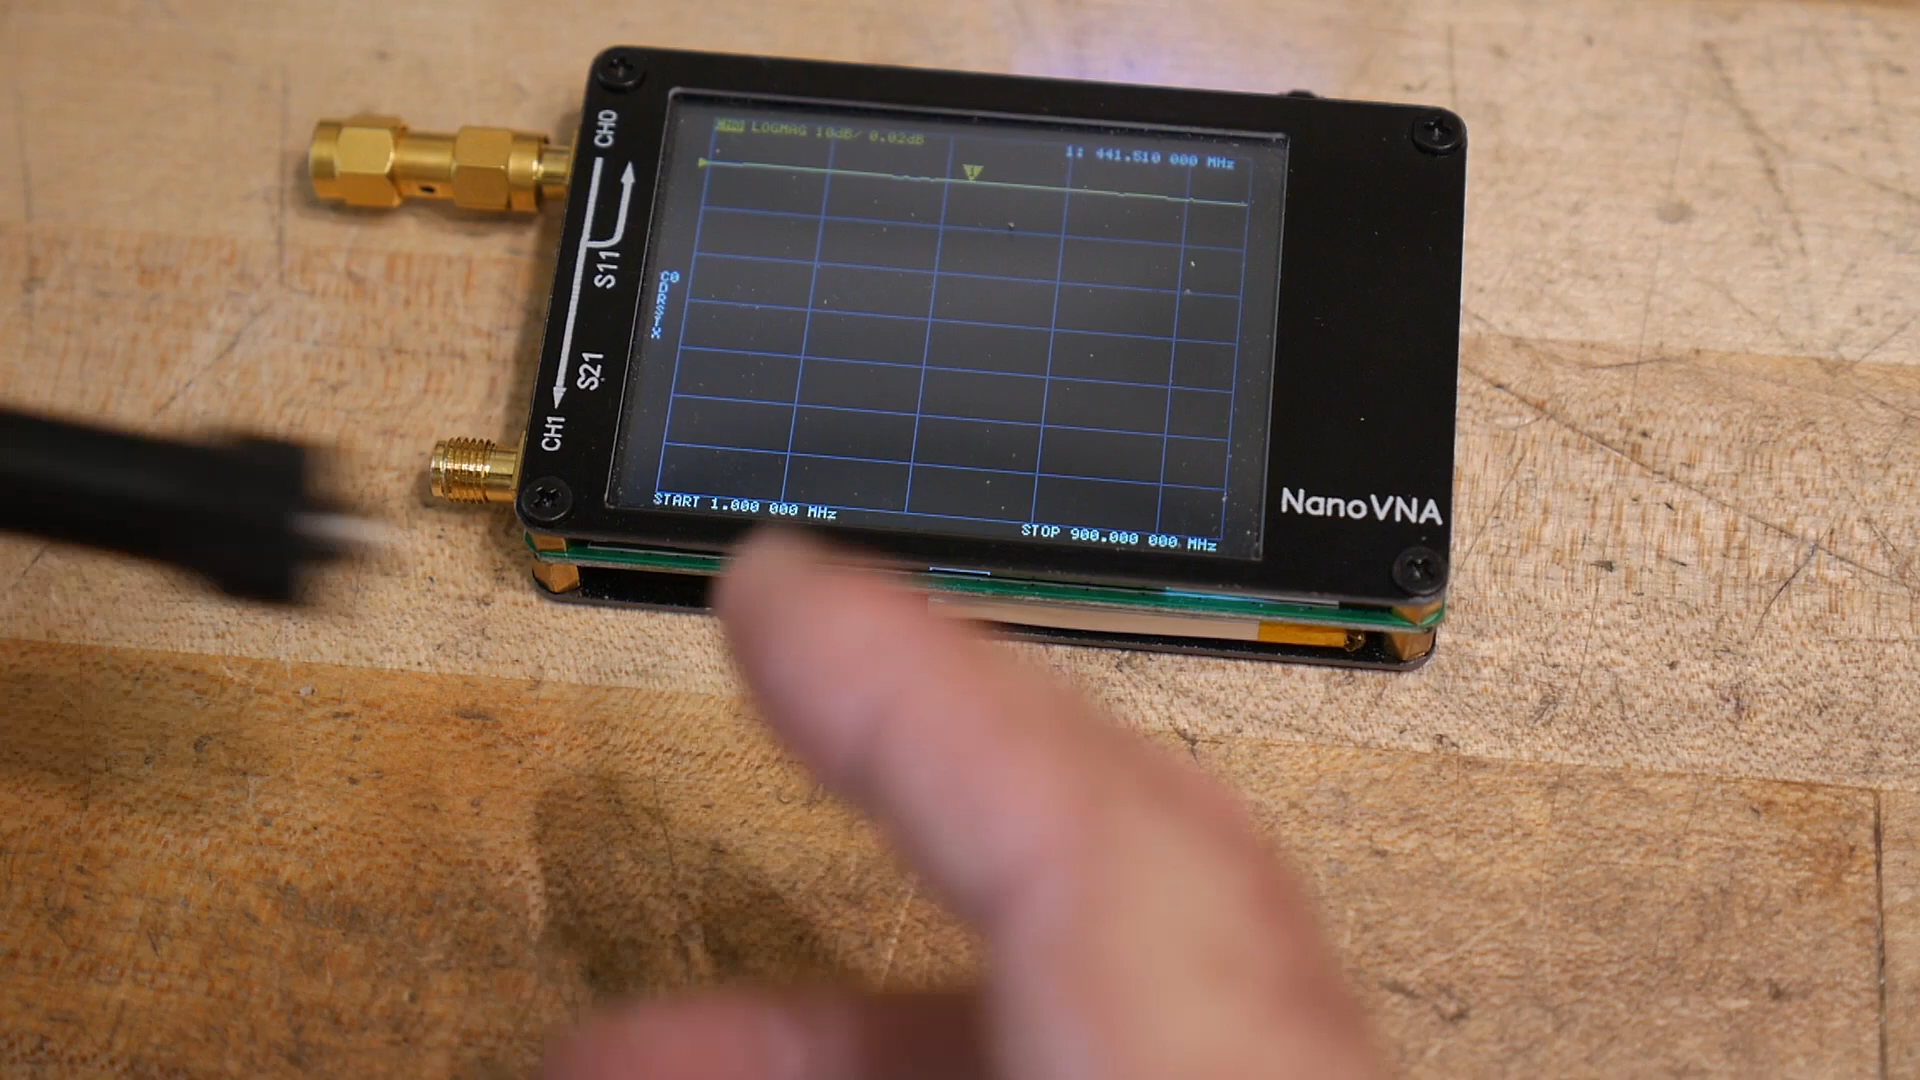 CH0
S11
S21
CH1
LOGMAG 10dB/ 0.02dB
1: 441.510 000 MHz
C0
D
R
S
T
X
START 1.000 000 MHz
STOP 900.000 000 MHz
NanoVNA